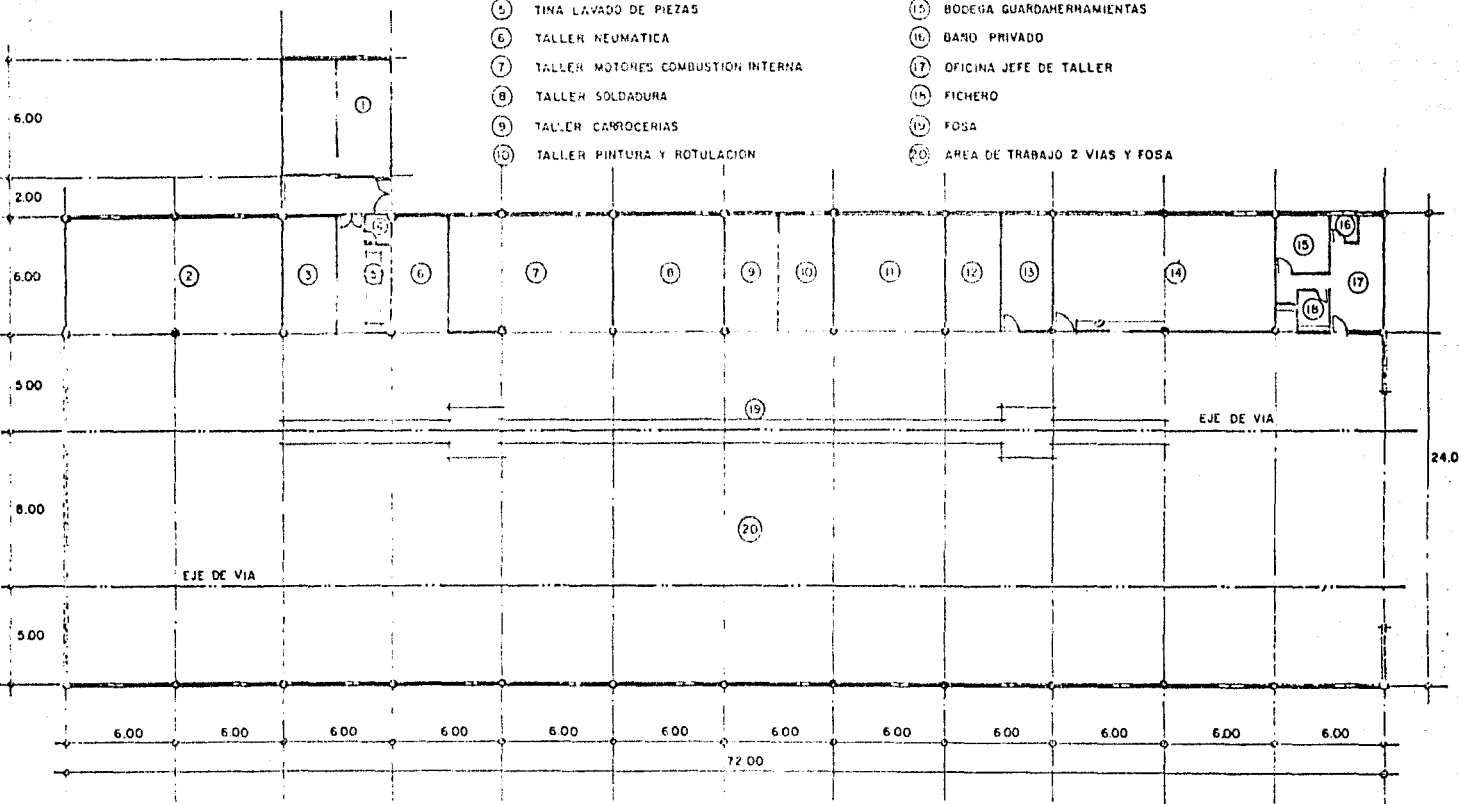 5 TINA LAVADO DE PIEZAS
6 TALLER NEUMATICA
7 TALLER MOTORES COMBUSTION INTERNA
8 TALLER SOLDADURA
9 TALLER CARROCERIAS
10 TALLER PINTURA Y ROTULACION
15 BODEGA GUARDAHERRAMIENTAS
16 BAÑO PRIVADO
17 OFICINA JEFE DE TALLER
18 FICHERO
19 FOSA
20 AREA DE TRABAJO 2 VIAS Y FOSA
6.00
1
2.00
6.00
2 3 5 6 7 8 9 10 11 12 13 14 15 16 17 18
5.00
19
EJE DE VIA
24.0
8.00
20
EJE DE VIA
5.00
6.00 6.00 6.00 6.00 6.00 6.00 6.00 6.00 6.00 6.00 6.00 6.00
72.00